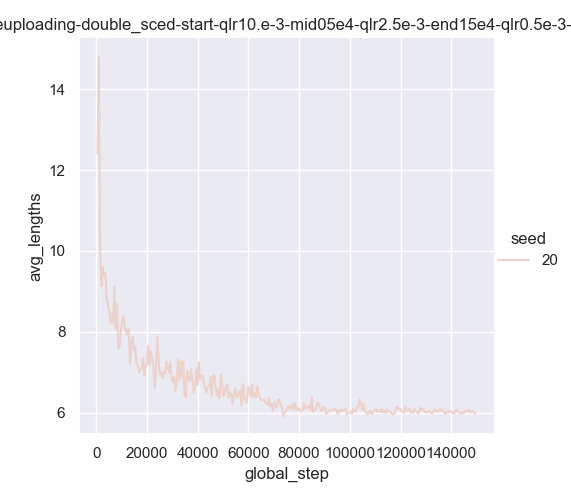 euploading-double_sced-start-qlr10.e-3-mid05e4-qlr2.5e-3-end15e4-qlr0.5e-3-
14
12
10
8
6
avg_lengths
0 20000 40000 60000 80000 100000 120000 140000
global_step
seed
20